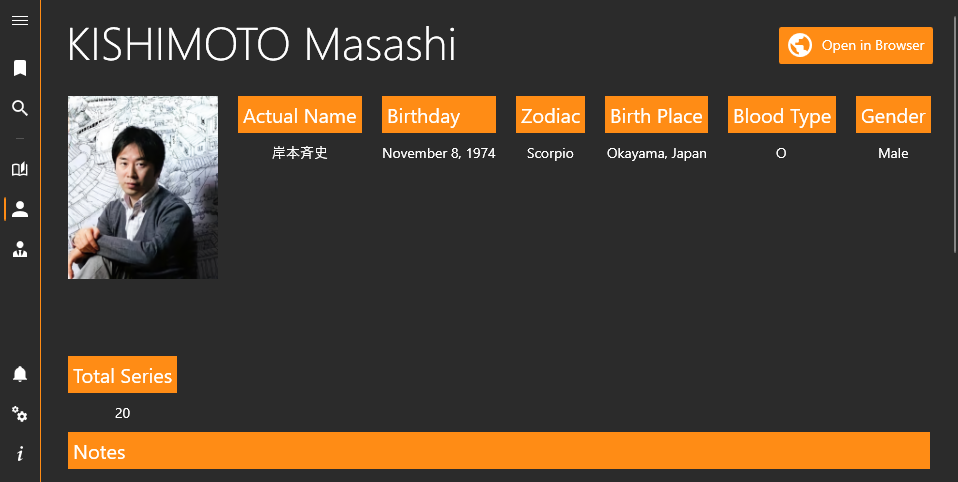 KISHIMOTO Masashi
Open in Browser
Actual Name
Birthday
Zodiac
Birth Place
Blood Type
Gender
岸本斉史
November 8, 1974
Scorpio
Okayama, Japan
O
Male
Total Series
20
Notes